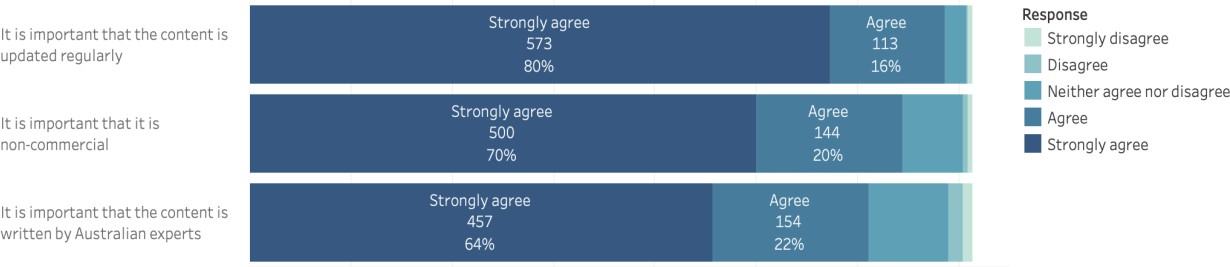 It is important that the content is
updated regularly
Strongly agree
573
80%
Agree
113
16%
It is important that it is
non-commercial
Strongly agree
500
70%
Agree
144
20%
It is important that the content is
written by Australian experts
Strongly agree
457
64%
Agree
154
22%
Response
Strongly disagree
Disagree
Neither agree nor disagree
Agree
Strongly agree